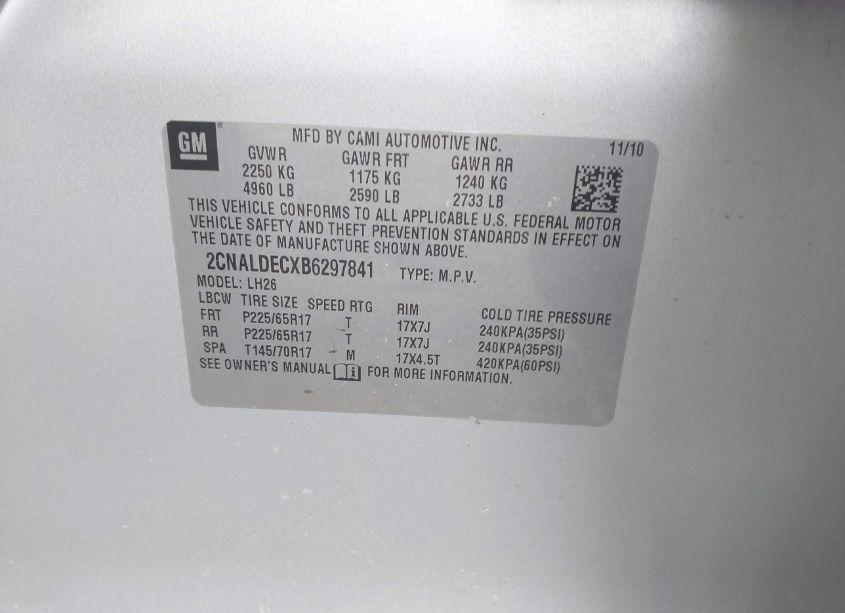 GM ®
MFD BY CAMI AUTOMOTIVE INC. 11/10
GVWR GAWR FRT GAWR RR
2250 KG 1175 KG 1240 KG
4960 LB 2590 LB 2733 LB
THIS VEHICLE CONFORMS TO ALL APPLICABLE U.S. FEDERAL MOTOR
VEHICLE SAFETY AND THEFT PREVENTION STANDARDS IN EFFECT ON
THE DATE OF MANUFACTURE SHOWN ABOVE.
2CNALDECXB6297841 TYPE: M.P.V.
MODEL: LH26
LBCW TIRE SIZE SPEED RTG RIM COLD TIRE PRESSURE
FRT P225/65R17 T 17X7J 240KPA(35PSI)
RR P225/65R17 T 17X7J 240KPA(35PSI)
SPA T145/70R17 M 17X4.5T 420KPA(60PSI)
SEE OWNER'S MANUAL i FOR MORE INFORMATION.